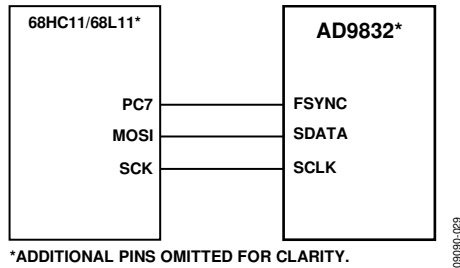 68HC11/68L11*
AD9832*
PC7
FSYNC
MOSI
SDATA
SCK
SCLK
*ADDITIONAL PINS OMITTED FOR CLARITY.
09090-029